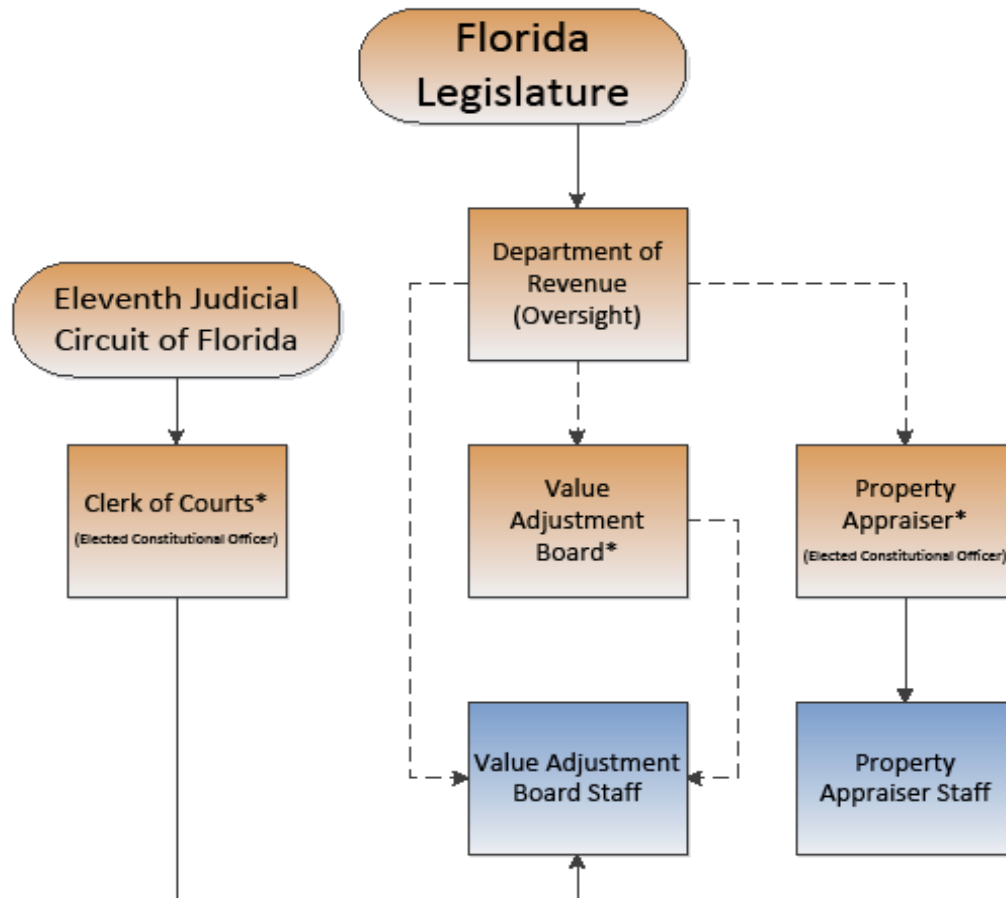 Florida
Legislature
Department of
Revenue
(Oversight)
Eleventh Judicial
Circuit of Florida
Clerk of Courts*
(Elected Constitutional Officer)
Value
Adjustment
Board*
Property
Appraiser*
(Elected Constitutional Officer)
Value Adjustment
Board Staff
Property
Appraiser Staff